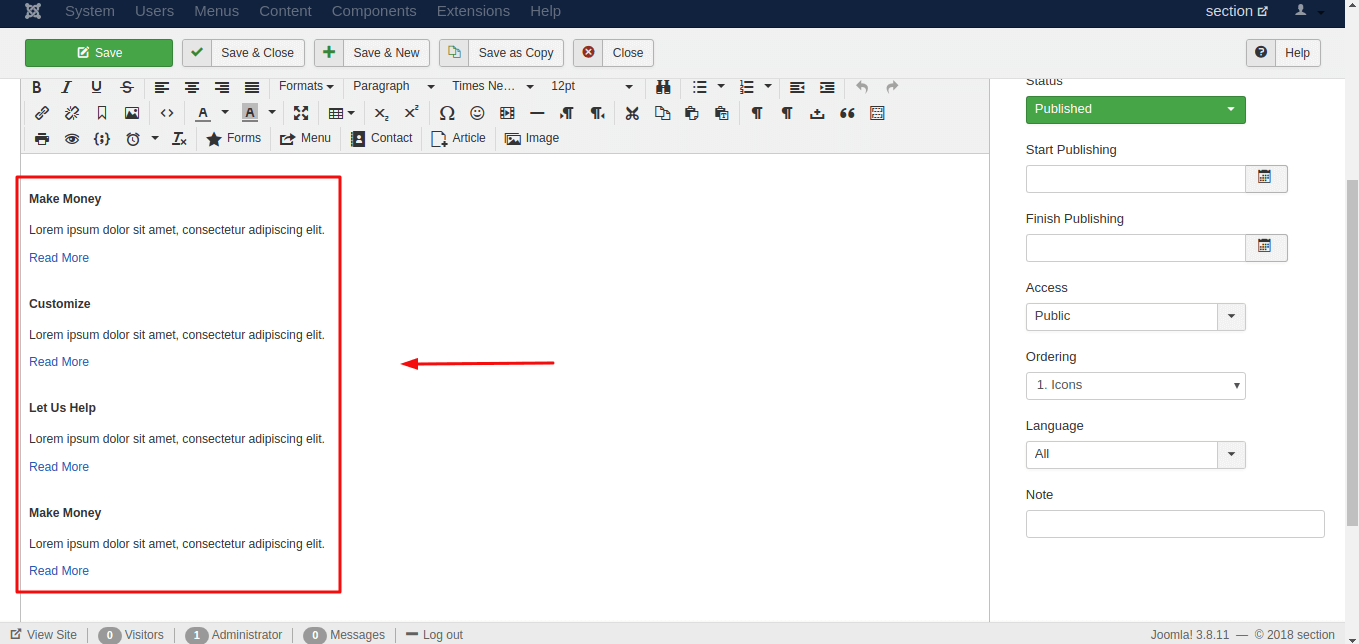 System Users Menus Content Components Extensions Help section
Save Save & Close Save & New Save as Copy Close Help
B I U S Formats Paragraph Times Ne... 12pt
A A
Forms Menu Contact Article Image
Make Money
Lorem ipsum dolor sit amet, consectetur adipiscing elit.
Read More
Customize
Lorem ipsum dolor sit amet, consectetur adipiscing elit.
Read More
Let Us Help
Lorem ipsum dolor sit amet, consectetur adipiscing elit.
Read More
Make Money
Lorem ipsum dolor sit amet, consectetur adipiscing elit.
Read More
Status
Published
Start Publishing
Finish Publishing
Access
Public
Ordering
1. Icons
Language
All
Note
View Site 0 Visitors 1 Administrator 0 Messages Log out Joomla! 3.8.11 — © 2018 section